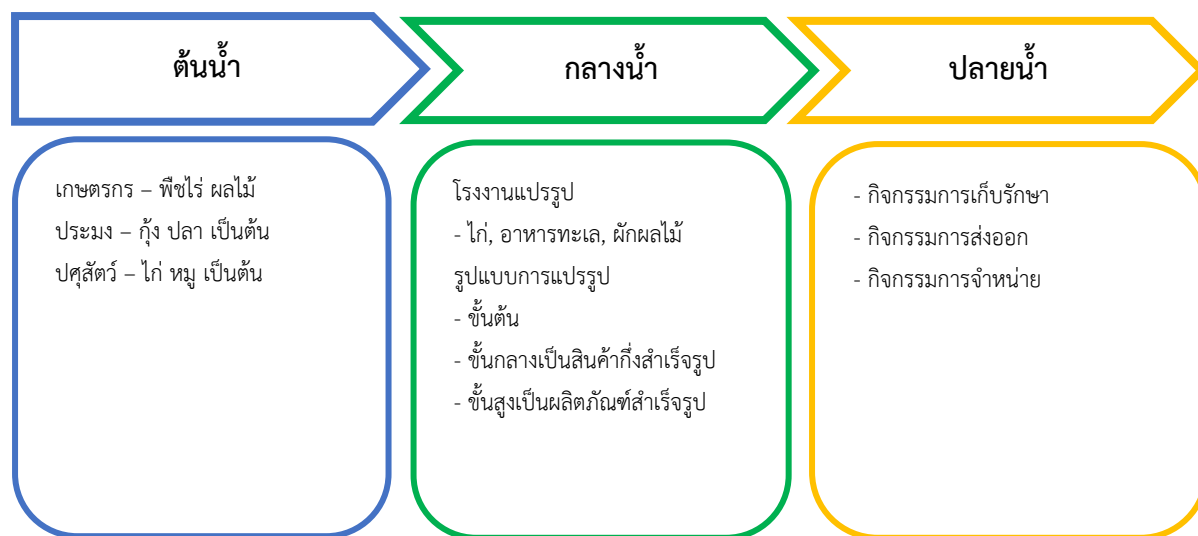 ต้นน้ำ
กลางน้ำ
ปลายน้ำ
เกษตรกร – พืชไร่ ผลไม้
ประมง – กุ้ง ปลา เป็นต้น
ปศุสัตว์ – ไก่ หมู เป็นต้น
โรงงานแปรรูป
- ไก่, อาหารทะเล, ผักผลไม้
รูปแบบการแปรรูป
- ขั้นต้น
- ขั้นกลางเป็นสินค้ากึ่งสำเร็จรูป
- ขั้นสูงเป็นผลิตภัณฑ์สำเร็จรูป
- กิจกรรมการเก็บรักษา
- กิจกรรมการส่งออก
- กิจกรรมการจำหน่าย